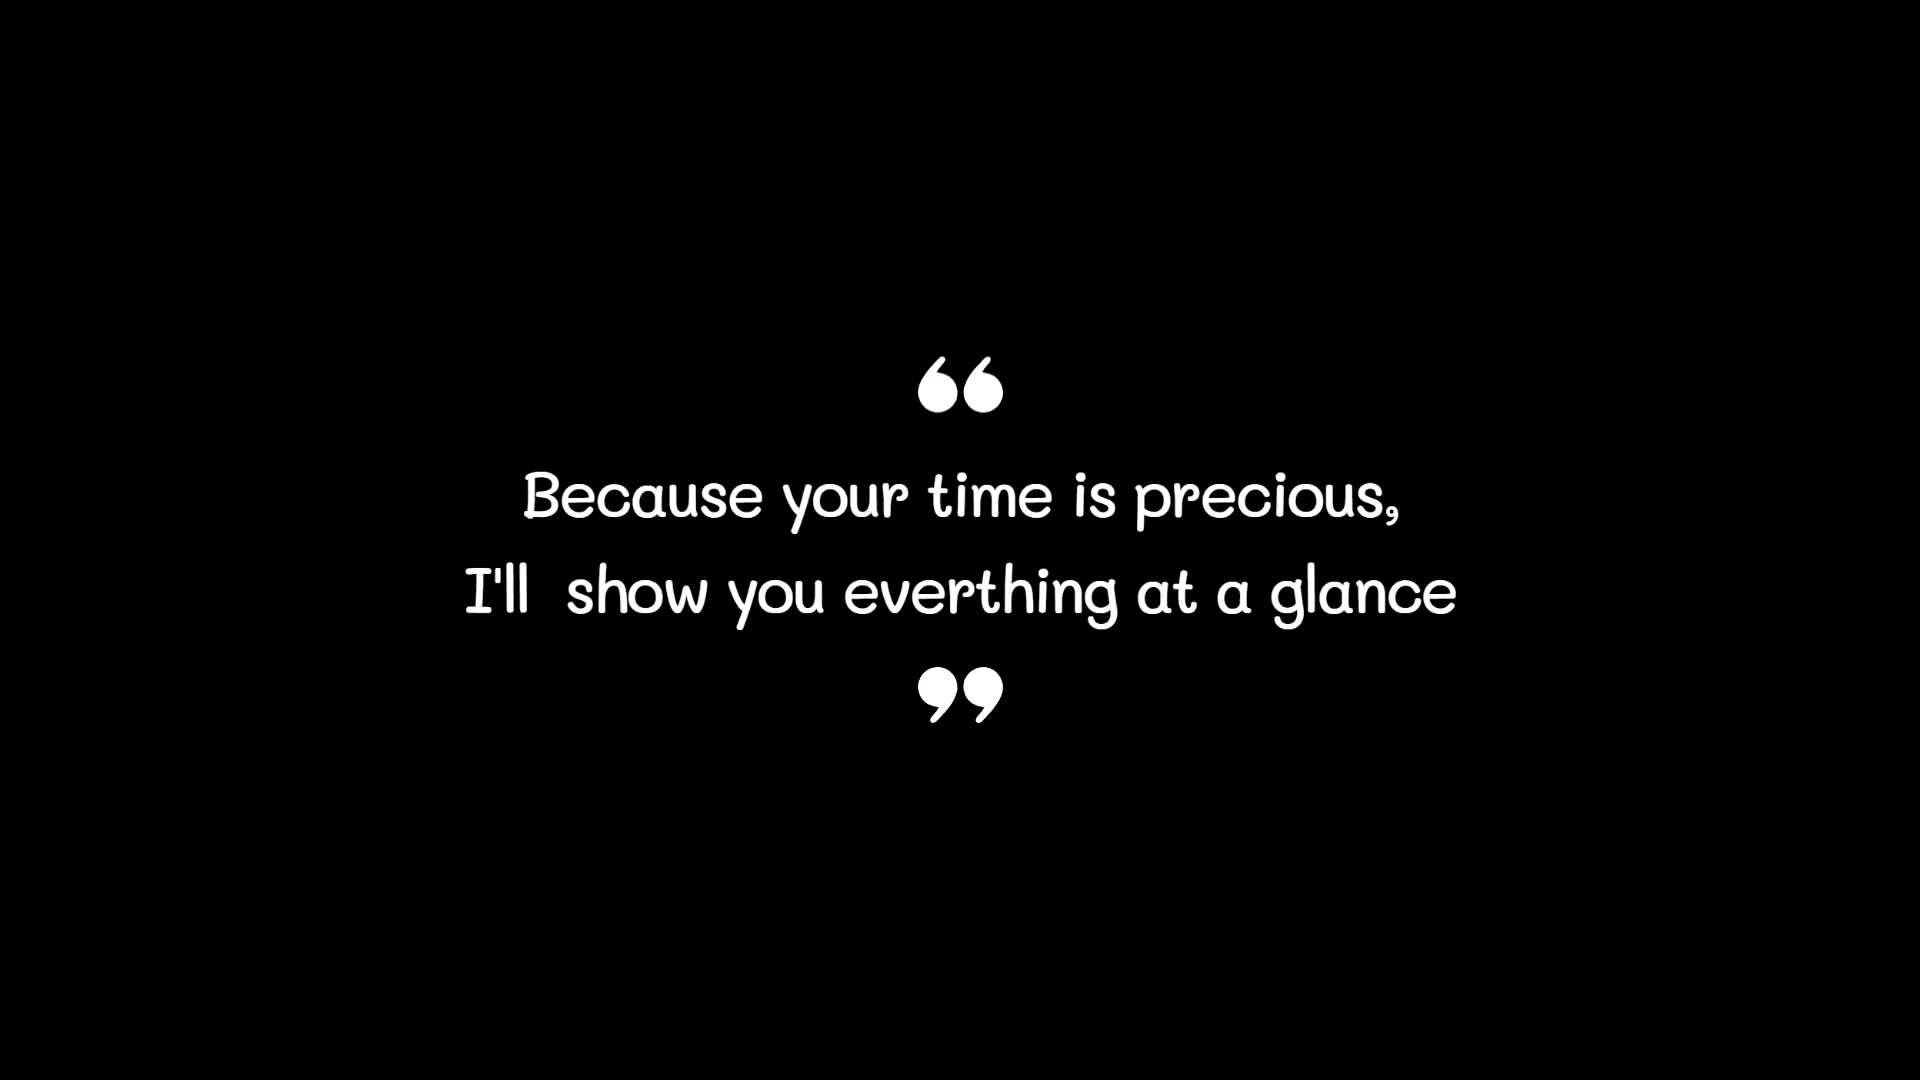 “
Because your time is precious,
I'll  show you everthing at a glance
”